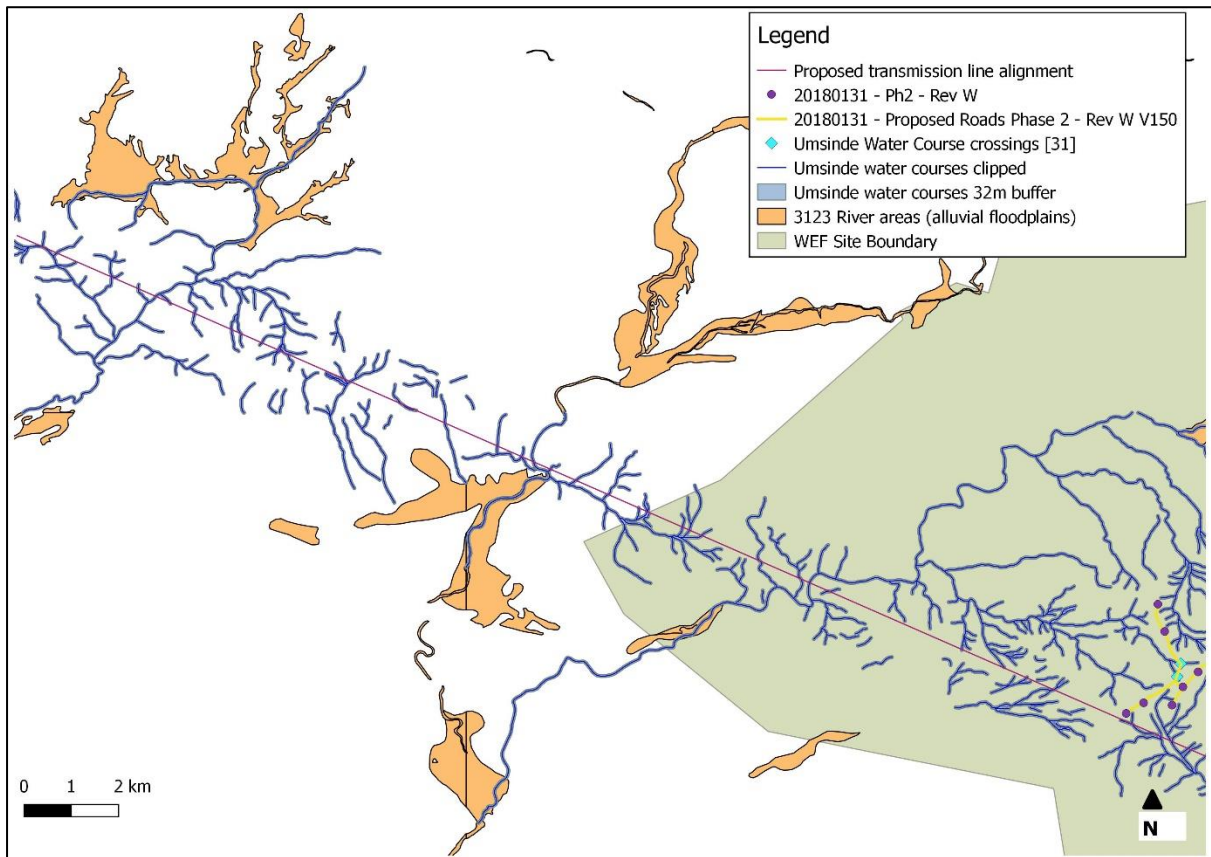 Legend
Proposed transmission line alignment
20180131 - Ph2 - Rev W
20180131 - Proposed Roads Phase 2 - Rev W V150
Umsinde Water Course crossings [31]
Umsinde water courses clipped
Umsinde water courses 32m buffer
3123 River areas (alluvial floodplains)
WEF Site Boundary
0 1 2 km
N